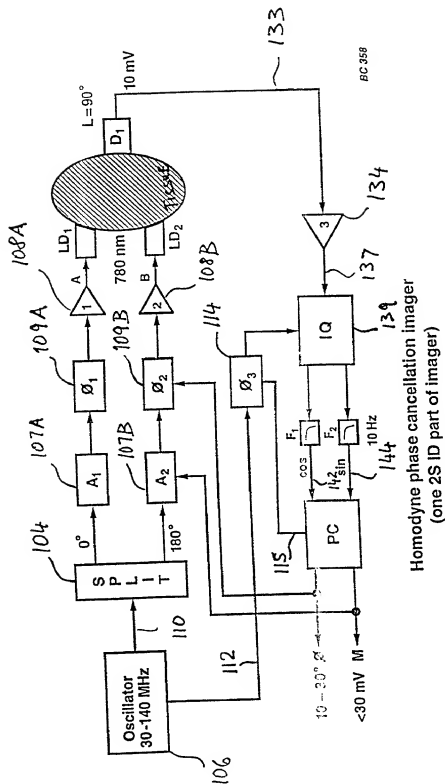 133
L=90°
10 mV
BC 358
D₁
TISSUE
108A
LD₁
780 nm
LD₂
134
A
B
108B
3
137
1
2
109A
109B
114
139
Ø₁
Ø₂
Ø₃
IQ
107A
107B
F₁
F₂
10 Hz
A₁
A₂
cos
142
sin
144
104
0°
180°
115
PC
SPLIT
110
112
10–30° Ø
<30 mV M
Oscillator
30-140 MHz
106
Homodyne phase cancellation imager
(one 2S ID part of imager)